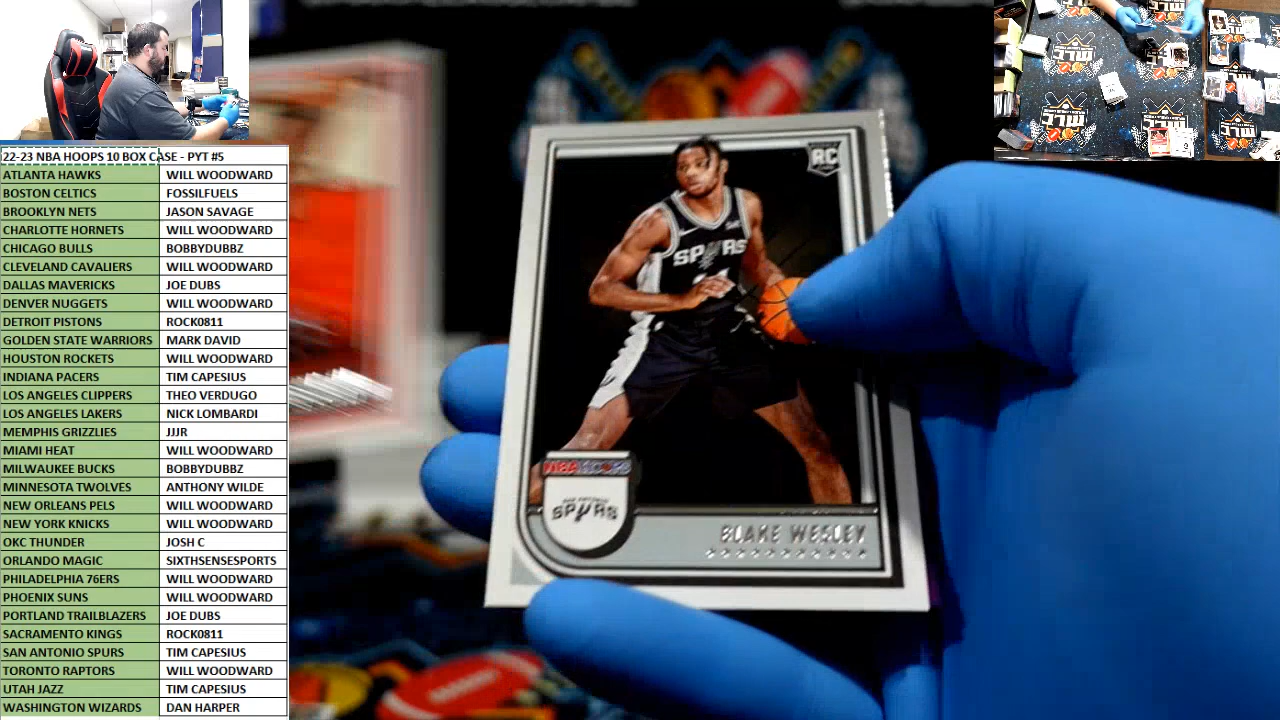 22-23 NBA HOOPS 10 BOX CASE - PYT #5
ATLANTA HAWKS WILL WOODWARD
BOSTON CELTICS FOSSILFUELS
BROOKLYN NETS JASON SAVAGE
CHARLOTTE HORNETS WILL WOODWARD
CHICAGO BULLS BOBBYDUBBZ
CLEVELAND CAVALIERS WILL WOODWARD
DALLAS MAVERICKS JOE DUBS
DENVER NUGGETS WILL WOODWARD
DETROIT PISTONS ROCK0811
GOLDEN STATE WARRIORS MARK DAVID
HOUSTON ROCKETS WILL WOODWARD
INDIANA PACERS TIM CAPESIUS
LOS ANGELES CLIPPERS THEO VERDUGO
LOS ANGELES LAKERS NICK LOMBARDI
MEMPHIS GRIZZLIES JJJR
MIAMI HEAT WILL WOODWARD
MILWAUKEE BUCKS BOBBYDUBBZ
MINNESOTA TWOLVES ANTHONY WILDE
NEW ORLEANS PELS WILL WOODWARD
NEW YORK KNICKS WILL WOODWARD
OKC THUNDER JOSH C
ORLANDO MAGIC SIXTHSENSESPORTS
PHILADELPHIA 76ERS WILL WOODWARD
PHOENIX SUNS WILL WOODWARD
PORTLAND TRAILBLAZERS JOE DUBS
SACRAMENTO KINGS ROCK0811
SAN ANTONIO SPURS TIM CAPESIUS
TORONTO RAPTORS WILL WOODWARD
UTAH JAZZ TIM CAPESIUS
WASHINGTON WIZARDS DAN HARPER
RC
SPURS
NBA HOOPS
SPURS
BLAKE WESLEY